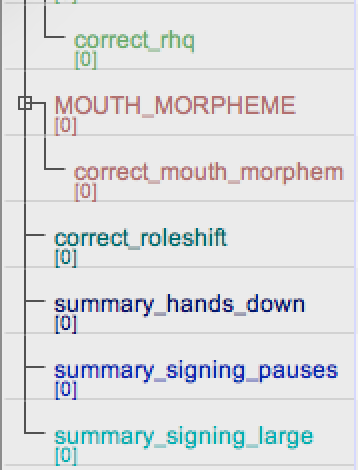 correct_rhq
[0]
MOUTH_MORPHEME
[0]
correct_mouth_morphem
[0]
correct_roleshift
[0]
summary_hands_down
[0]
summary_signing_pauses
[0]
summary_signing_large
[0]